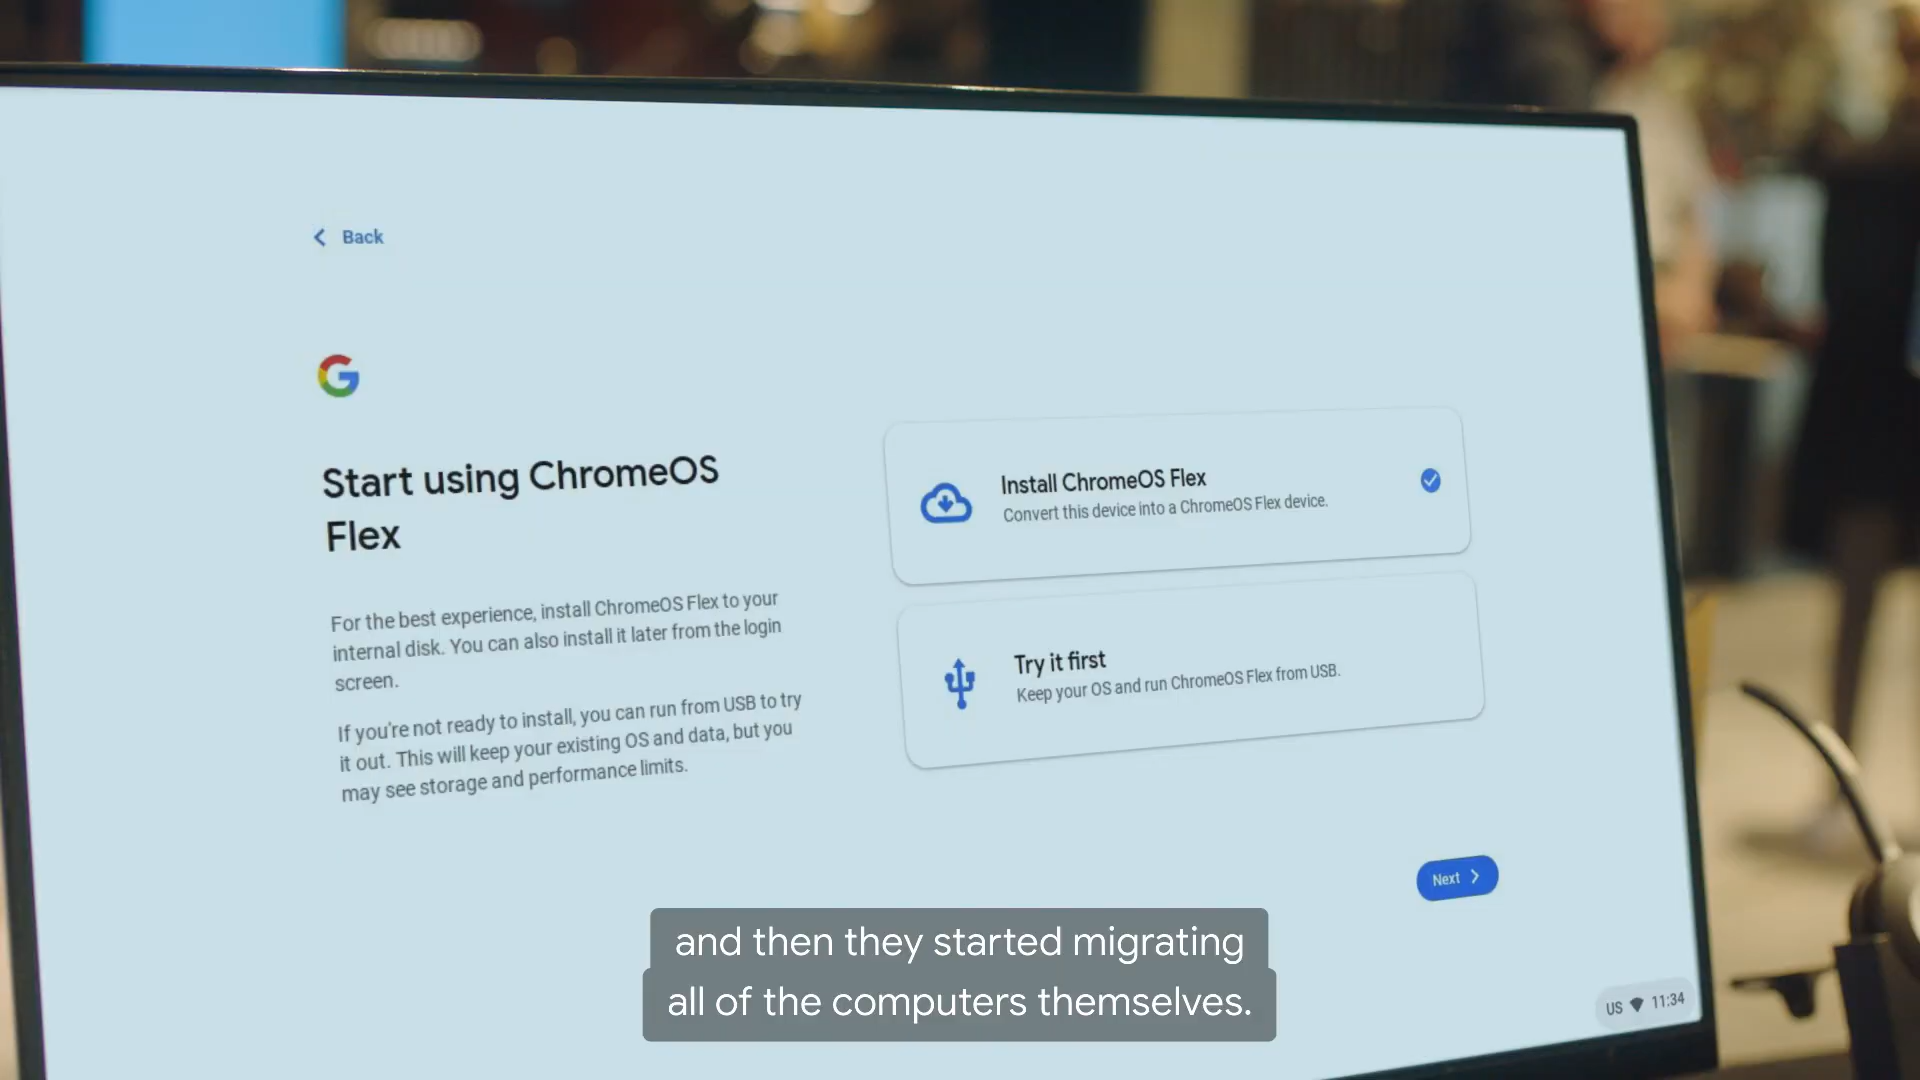 Back
Start using ChromeOS
Flex
For the best experience, install ChromeOS Flex to your
internal disk. You can also install it later from the login
screen.
If you're not ready to install, you can run from USB to try
it out. This will keep your existing OS and data, but you
may see storage and performance limits.
Install ChromeOS Flex
Convert this device into a ChromeOS Flex device.
Try it first
Keep your OS and run ChromeOS Flex from USB.
Next
US 11:34
and then they started migrating
all of the computers themselves.